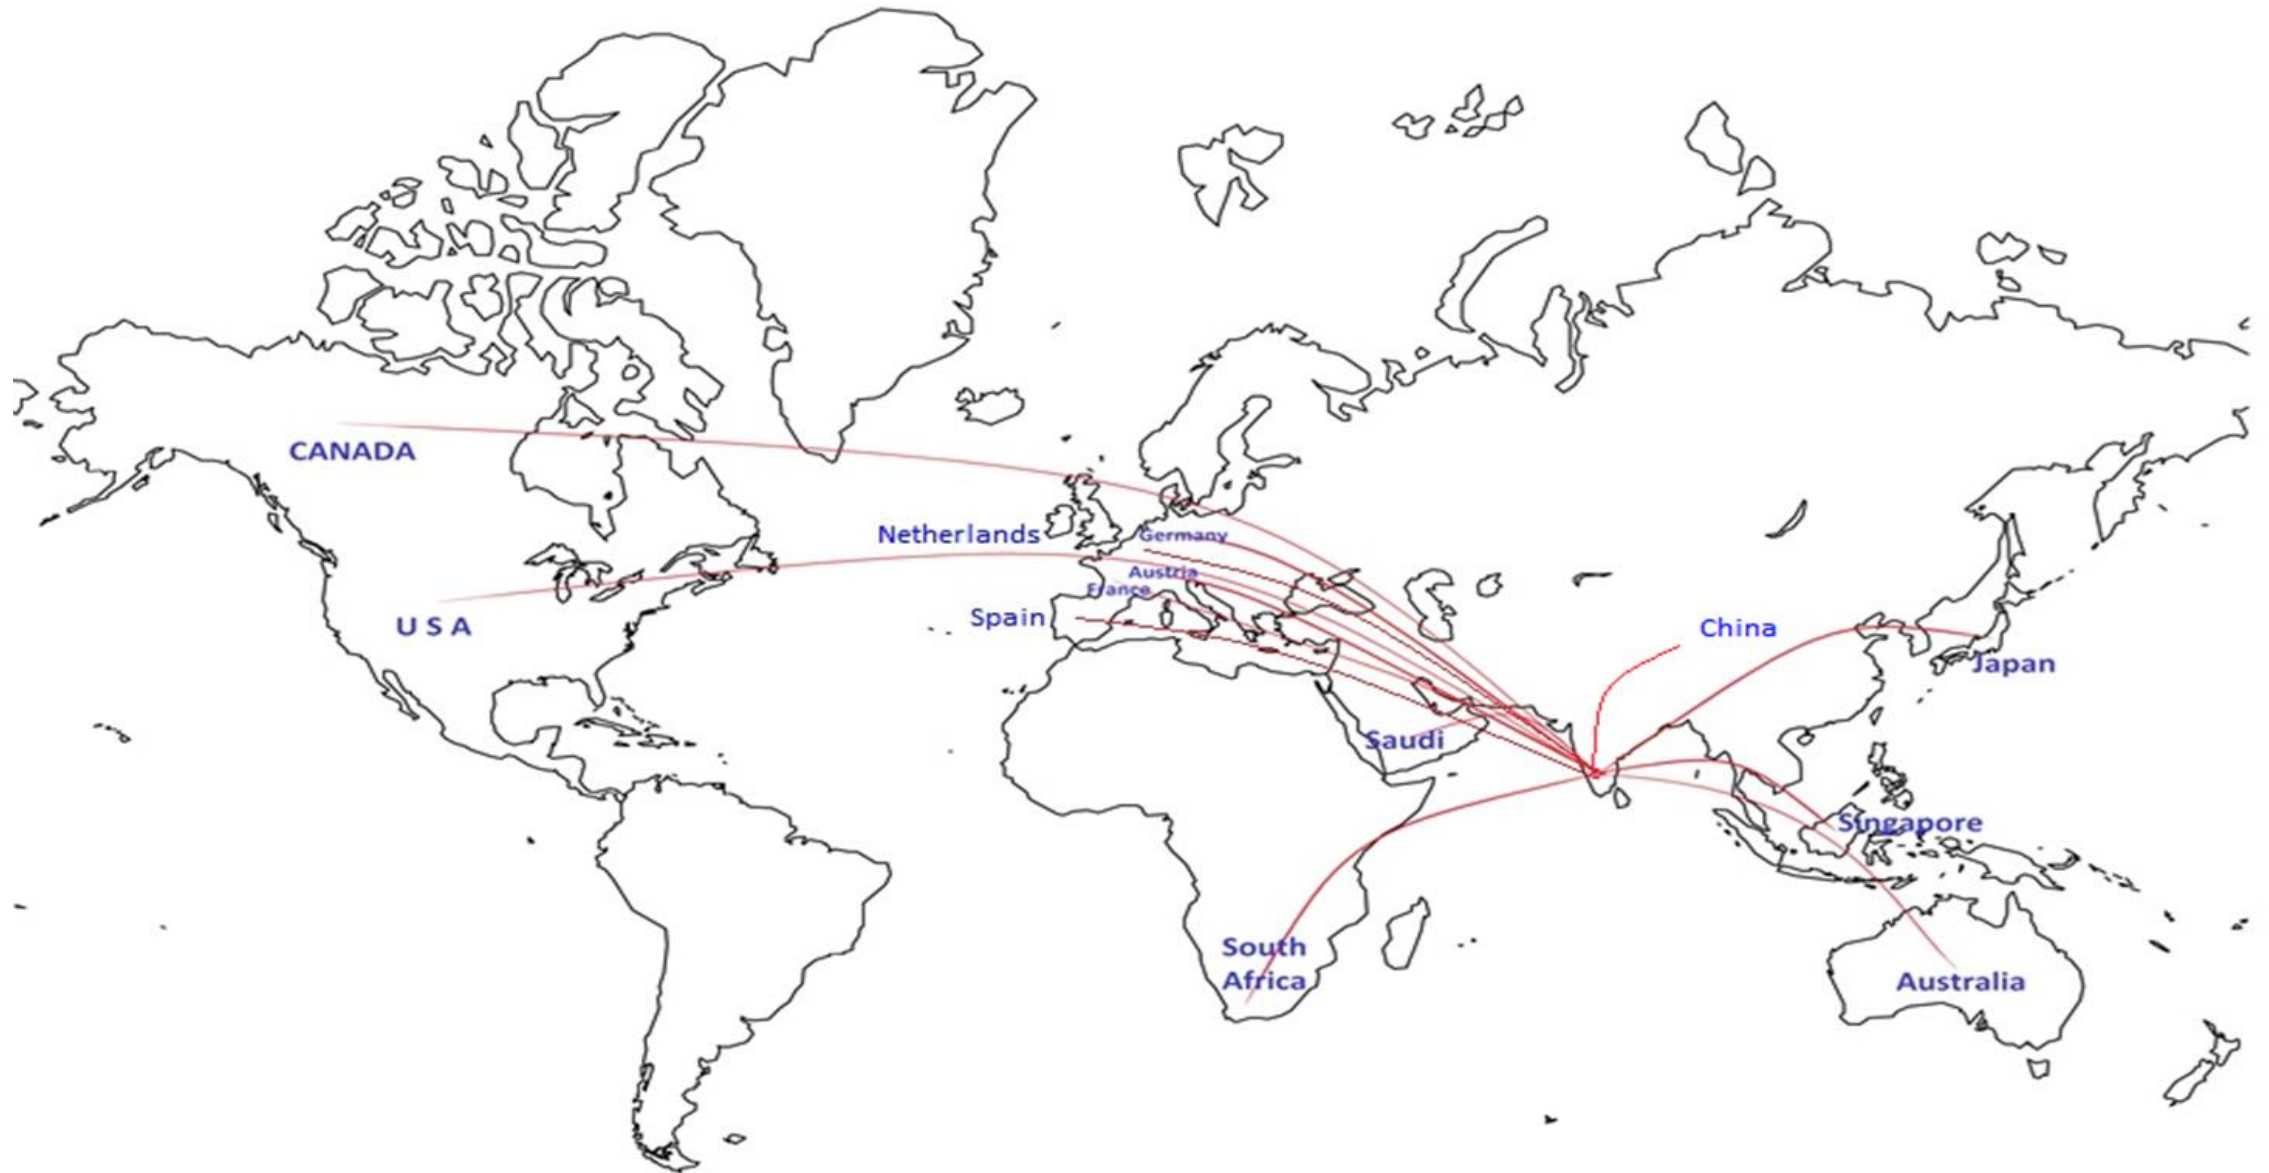 CANADA
Netherlands
Germany
Austria
France
U S A
Spain
China
Japan
Saudi
Singapore
South
Africa
Australia